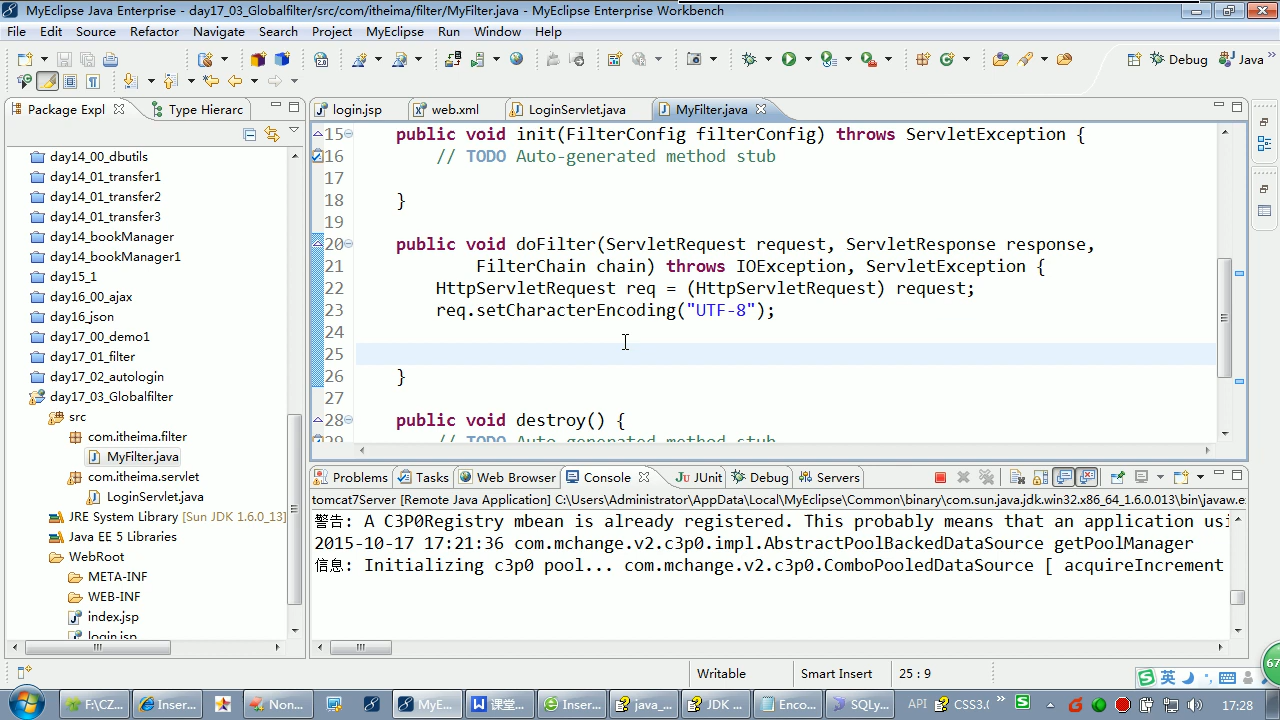 MyEclipse Java Enterprise - day17_03_Globalfilter/src/com/itheima/filter/MyFilter.java - MyEclipse Enterprise Workbench
File Edit Source Refactor Navigate Search Project MyEclipse Run Window Help
Debug Java
Package Expl Type Hierarc
login.jsp web.xml LoginServlet.java MyFilter.java
day14_00_dbutils
day14_01_transfer1
day14_01_transfer2
day14_01_transfer3
day14_bookManager
day14_bookManager1
day15_1
day16_00_ajax
day16_json
day17_00_demo1
day17_01_filter
day17_02_autologin
day17_03_Globalfilter
src
com.itheima.filter
MyFilter.java
com.itheima.servlet
LoginServlet.java
JRE System Library [Sun JDK 1.6.0_13]
Java EE 5 Libraries
WebRoot
META-INF
WEB-INF
index.jsp
login.jsp
15 public void init(FilterConfig filterConfig) throws ServletException {
16 // TODO Auto-generated method stub
17
18 }
19
20 public void doFilter(ServletRequest request, ServletResponse response,
21 FilterChain chain) throws IOException, ServletException {
22 HttpServletRequest req = (HttpServletRequest) request;
23 req.setCharacterEncoding("UTF-8");
24
25
26 }
27
28 public void destroy() {
29 // TODO Auto-generated method stub
Problems Tasks Web Browser Console JUnit Debug Servers
tomcat7Server [Remote Java Application] C:\Users\Administrator\AppData\Local\MyEclipse\Common\binary\com.sun.java.jdk.win32.x86_64_1.6.0.013\bin\javaw.e
警告: A C3P0Registry mbean is already registered. This probably means that an application usi
2015-10-17 17:21:36 com.mchange.v2.c3p0.impl.AbstractPoolBackedDataSource getPoolManager
信息: Initializing c3p0 pool... com.mchange.v2.c3p0.ComboPooledDataSource [ acquireIncrement
Writable Smart Insert 25 : 9
英
67
F:\CZ... Inser... Non... MyE... 课堂... Inser... java_... JDK ... Enco... SQLy... API CSS3.( 17:28